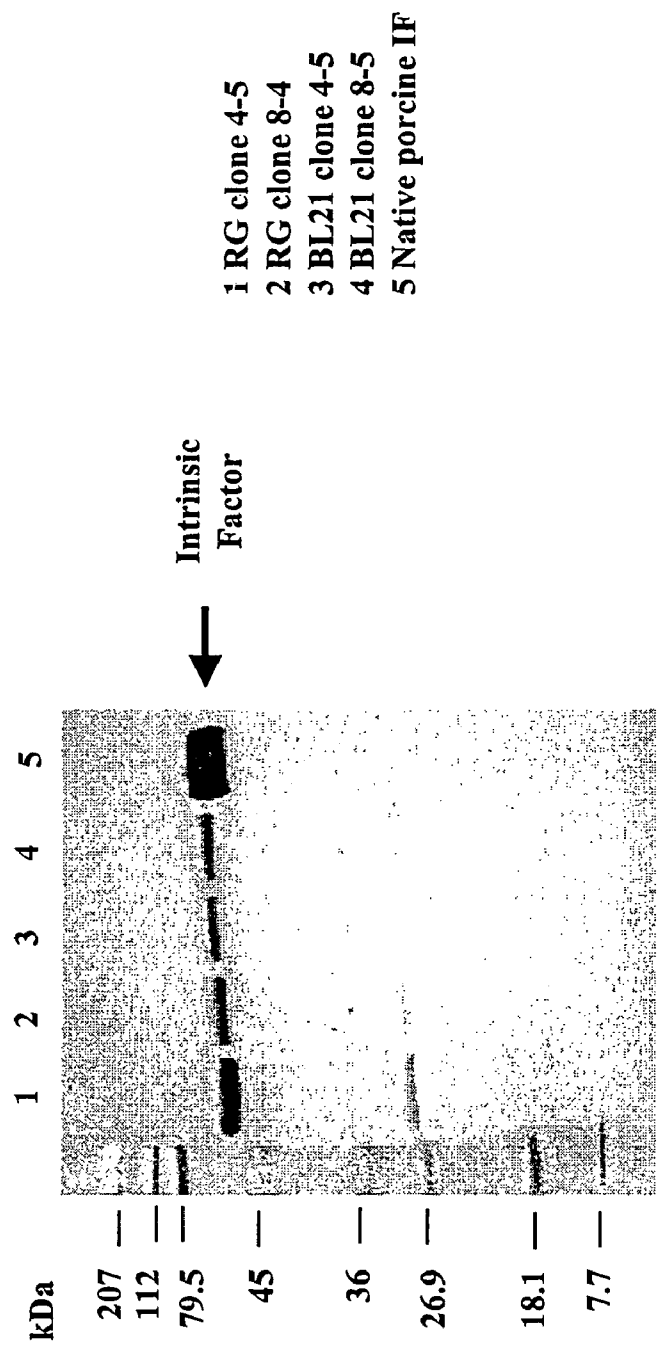 1 2 3 4 5
kDa
207
112
79.5
45
36
26.9
18.1
7.7
Intrinsic
Factor
1 RG clone 4-5
2 RG clone 8-4
3 BL21 clone 4-5
4 BL21 clone 8-5
5 Native porcine IF